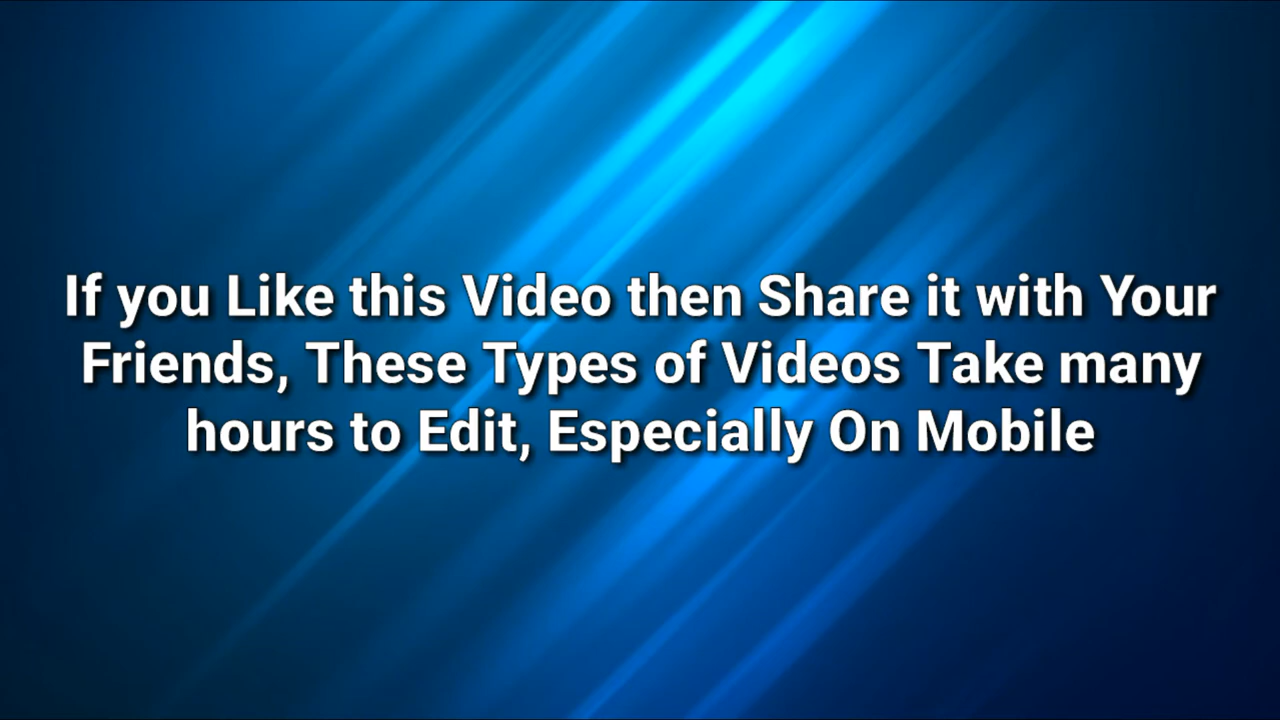 If you Like this Video then Share it with Your
Friends, These Types of Videos Take many
hours to Edit, Especially On Mobile